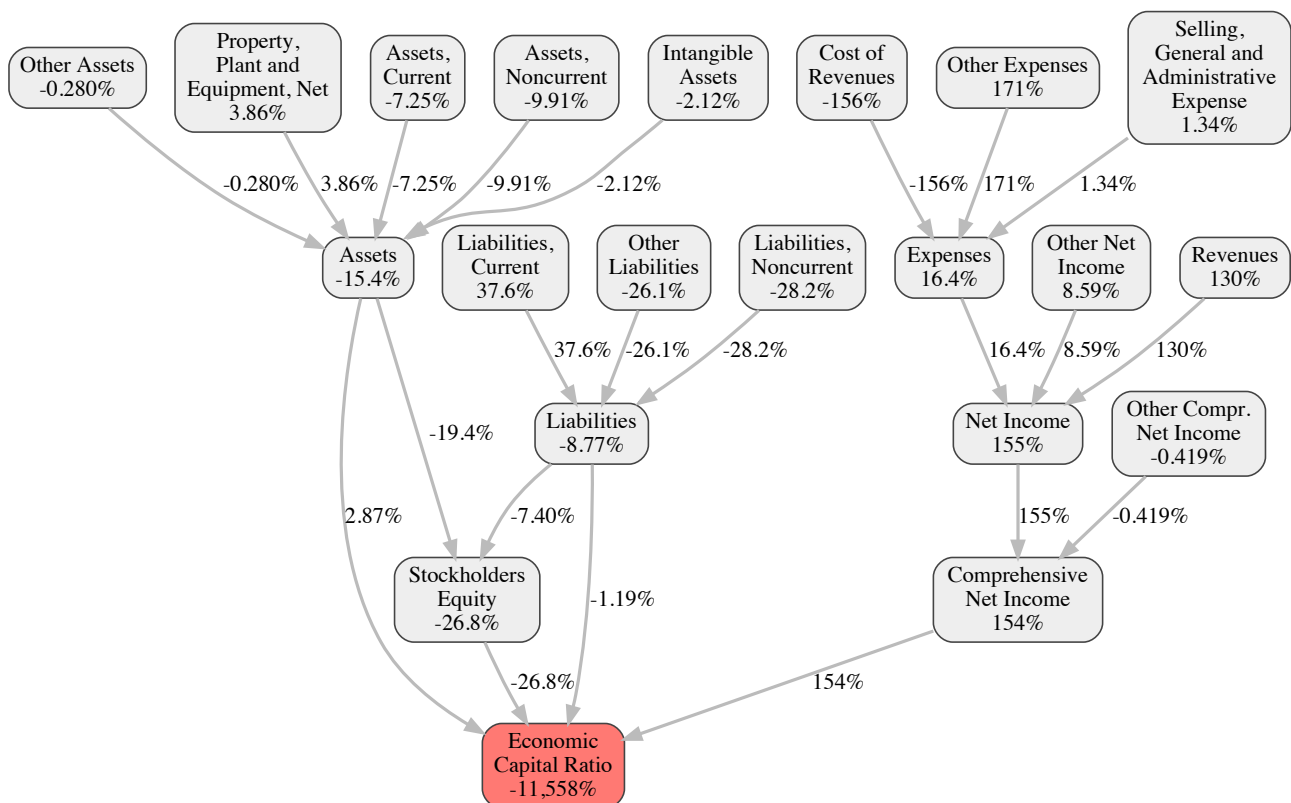 Other Assets
-0.280%
Property,
Plant and
Equipment, Net
3.86%
Assets,
Current
-7.25%
Assets,
Noncurrent
-9.91%
Intangible
Assets
-2.12%
Cost of
Revenues
-156%
Other Expenses
171%
Selling,
General and
Administrative
Expense
1.34%
-0.280%
3.86%
-7.25%
-9.91%
-2.12%
-156%
171%
1.34%
Assets
-15.4%
Liabilities,
Current
37.6%
Other
Liabilities
-26.1%
Liabilities,
Noncurrent
-28.2%
Expenses
16.4%
Other Net
Income
8.59%
Revenues
130%
37.6%
-26.1%
-28.2%
16.4%
8.59%
130%
-19.4%
Liabilities
-8.77%
Net Income
155%
Other Compr.
Net Income
-0.419%
2.87%
-7.40%
155%
-0.419%
Stockholders
Equity
-26.8%
-1.19%
Comprehensive
Net Income
154%
-26.8%
154%
Economic
Capital Ratio
-11,558%